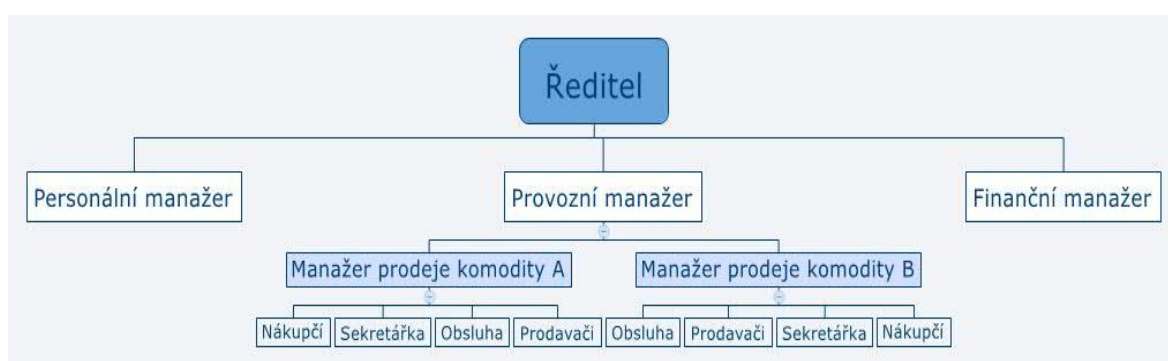 Ředitel
Personální manažer
Provozní manažer
Finanční manažer
Manažer prodeje komodity A
Manažer prodeje komodity B
Nákupčí
Sekretářka
Obsluha
Prodavači
Obsluha
Prodavači
Sekretářka
Nákupčí